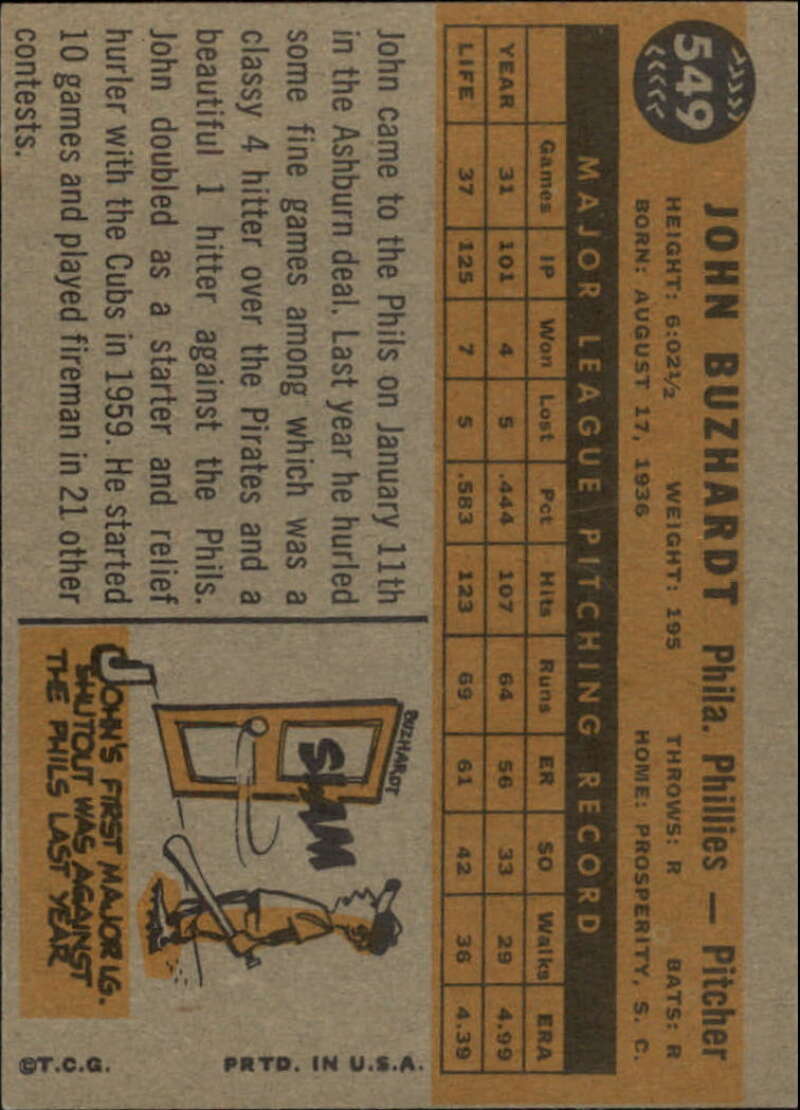 549
JOHN BUZHARDT Phila. Phillies — Pitcher
HEIGHT: 6:02½ WEIGHT: 195 THROWS: R BATS: R
BORN: AUGUST 17, 1936 HOME: PROSPERITY, S. C.
MAJOR LEAGUE PITCHING RECORD
Games IP Won Lost Pct Hits Runs ER SO Walks ERA
YEAR 31 101 4 5 .444 107 64 56 33 29 4.99
LIFE 37 125 7 5 .583 123 69 61 42 36 4.39
John came to the Phils on January 11th
in the Ashburn deal. Last year he hurled
some fine games among which was a
classy 4 hitter over the Pirates and a
beautiful 1 hitter against the Phils.
John doubled as a starter and relief
hurler with the Cubs in 1959. He started
10 games and played fireman in 21 other
contests.
BUZHARDT
SLAM
JOHN'S FIRST MAJOR LG.
SHUTOUT WAS AGAINST
THE PHILS LAST YEAR
©T.C.G. PRTD. IN U.S.A.